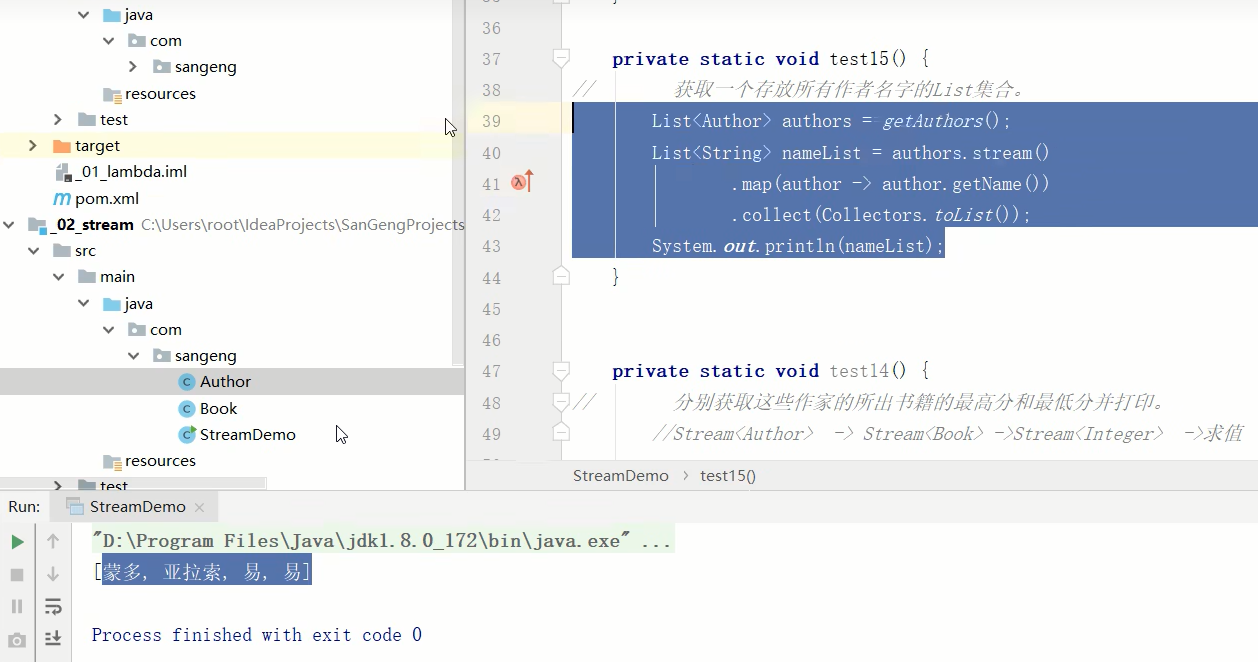 java
com
sangeng
resources
test
target
_01_lambda.iml
pom.xml
_02_stream C:\Users\root\IdeaProjects\SanGengProjects
src
main
java
com
sangeng
Author
Book
StreamDemo
resources
test
36
37 private static void test15() {
38 // 获取一个存放所有作者名字的List集合。
39 List<Author> authors = getAuthors();
40 List<String> nameList = authors.stream()
41 .map(author -> author.getName())
42 .collect(Collectors.toList());
43 System.out.println(nameList);
44 }
45
46
47 private static void test14() {
48 // 分别获取这些作家的所出书籍的最高分和最低分并打印。
49 //Stream<Author> -> Stream<Book> ->Stream<Integer> ->求值
StreamDemo > test15()
Run: StreamDemo ×
"D:\Program Files\Java\jdk1.8.0_172\bin\java.exe" ...
[蒙多, 亚拉索, 易, 易]
Process finished with exit code 0